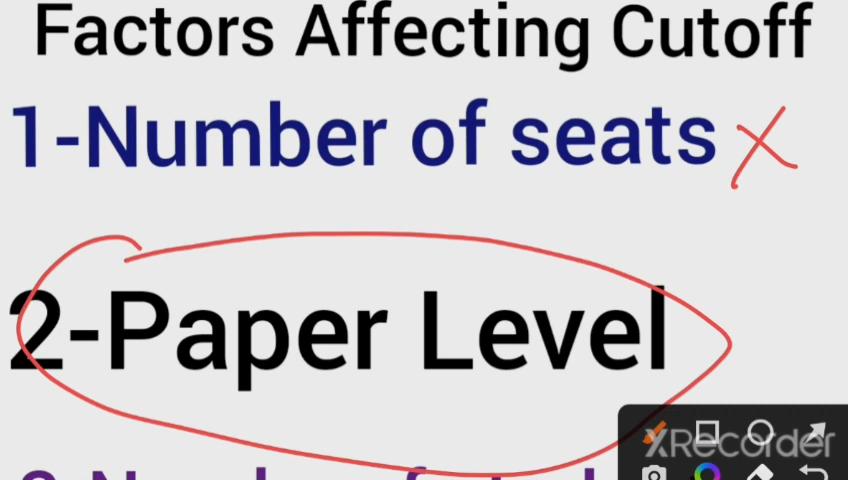 Factors Affecting Cutoff
1-Number of seats
2-Paper Level
XRecorder